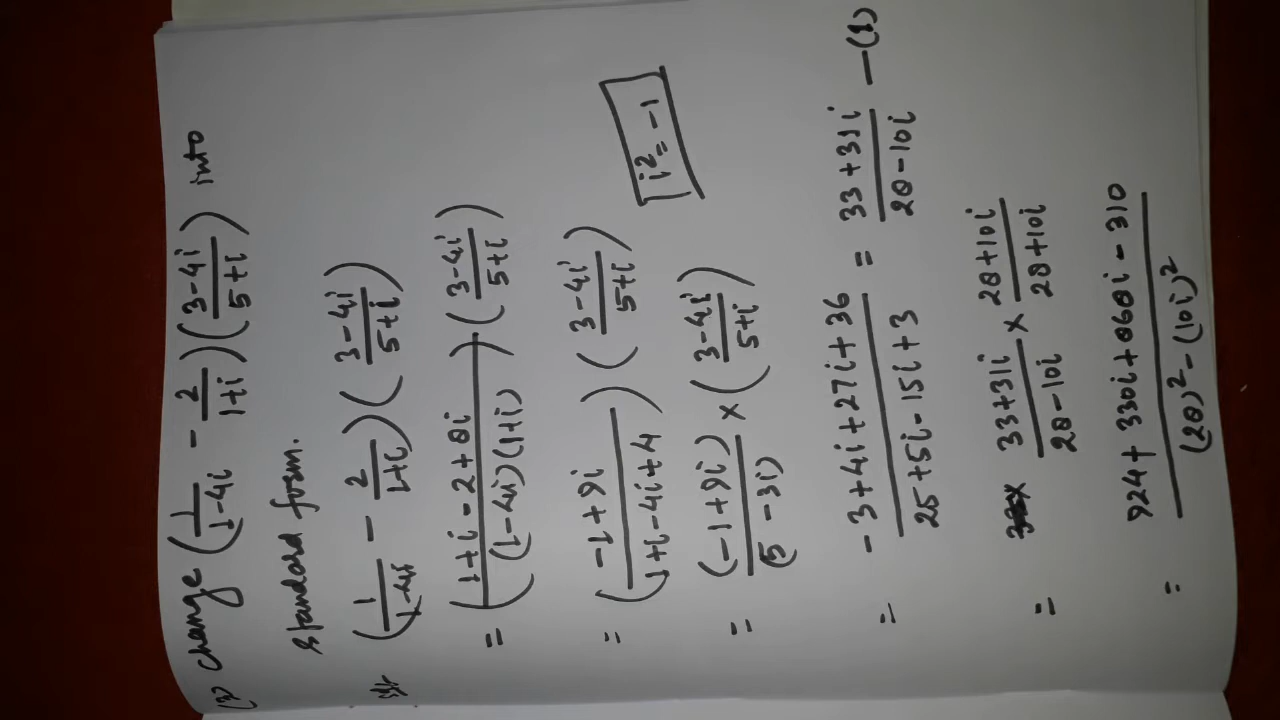 (3) change (1/1-4i - 2/1+i)(3-4i/5+i) into
standard form.
(1/1-4i - 2/1+i)(3-4i/5+i)
= (1+i-2+8i/(1-4i)(1+i))(3-4i/5+i)
= (-1+9i/1+i-4i+4)(3-4i/5+i)
i² = -1
= (-1+9i)/(5-3i) × (3-4i/5+i)
= -3+4i+27i+36/25+5i-15i+3 = 33+31i/28-10i —(1)
= 33+31i/28-10i × 28+10i/28+10i
= 924+330i+868i-310/(28)²-(10i)²